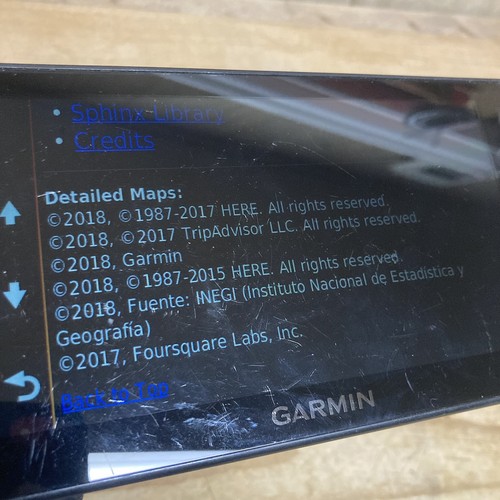 • Sphinx Library
• Credits
Detailed Maps:
©2018, ©1987-2017 HERE. All rights reserved.
©2018, ©2017 TripAdvisor LLC. All rights reserved.
©2018, Garmin
©2018, ©1987-2015 HERE. All rights reserved.
©2018, Fuente: INEGI (Instituto Nacional de Estadística y
Geografía)
©2017, Foursquare Labs, Inc.
Back to Top
GARMIN